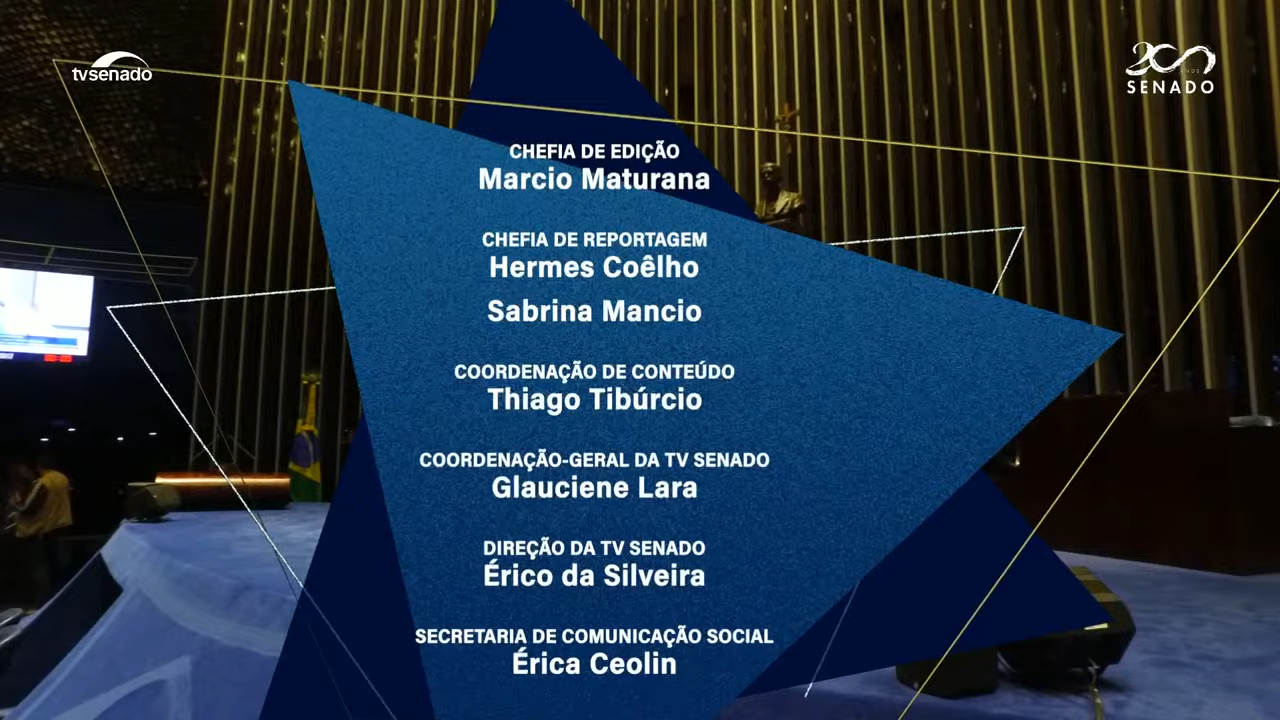 tvsenado
200
ANOS
SENADO
CHEFIA DE EDIÇÃO
Marcio Maturana
CHEFIA DE REPORTAGEM
Hermes Coêlho
Sabrina Mancio
COORDENAÇÃO DE CONTEÚDO
Thiago Tibúrcio
COORDENAÇÃO-GERAL DA TV SENADO
Glauciene Lara
DIREÇÃO DA TV SENADO
Érico da Silveira
SECRETARIA DE COMUNICAÇÃO SOCIAL
Érica Ceolin